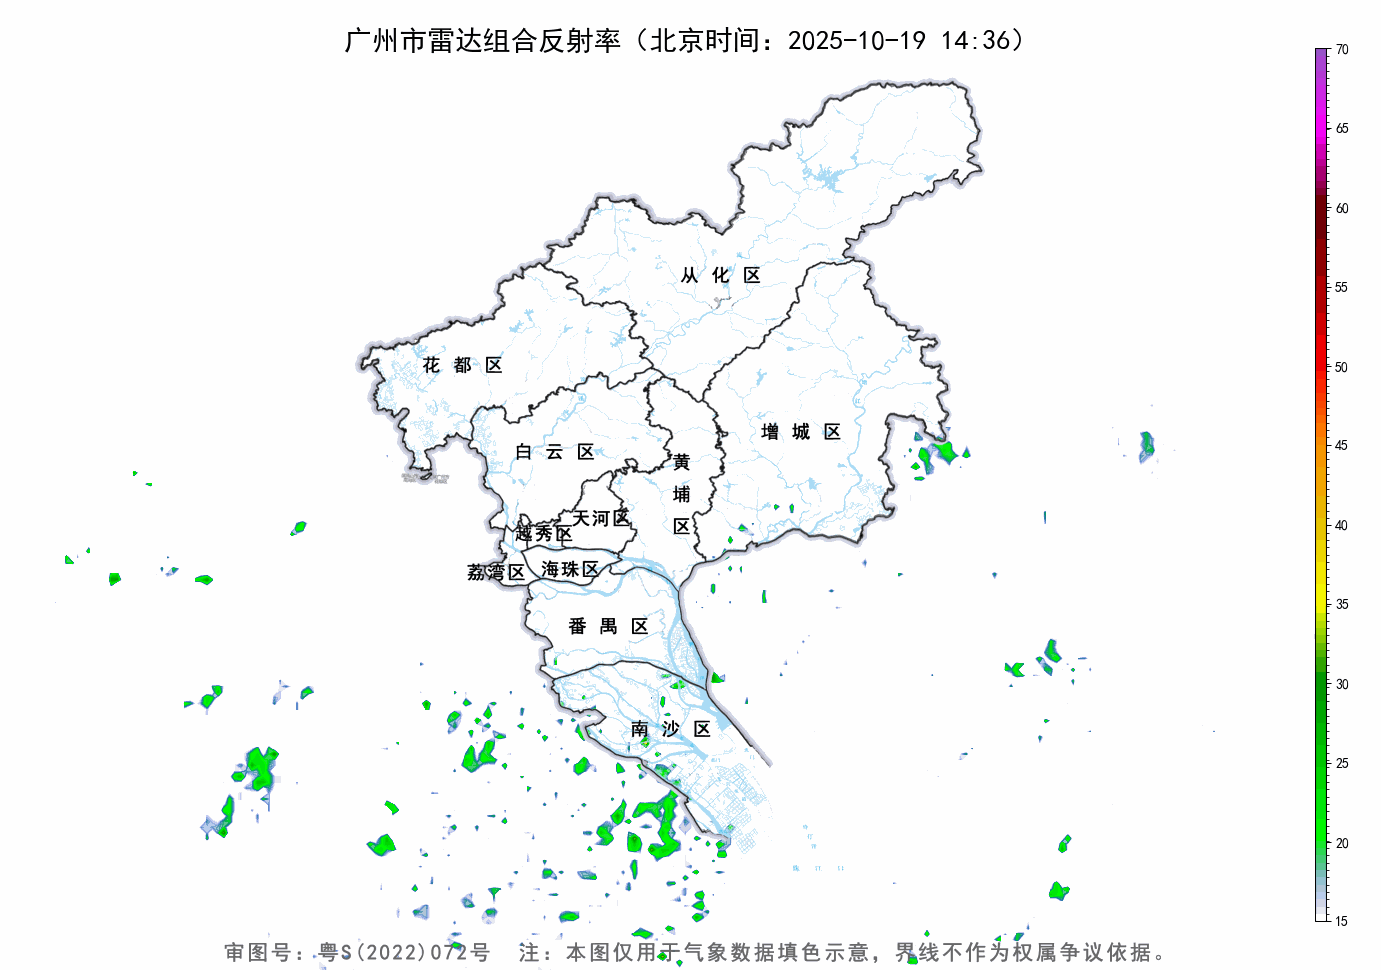 广州市雷达组合反射率（北京时间：2025-10-19 14:36）
70
65
60
55
50
45
40
35
30
25
20
15
从化区
花都区
增城区
白云区
黄埔区
天河区
越秀区
荔湾区
海珠区
番禺区
南沙区
审图号：粤S(2022)072号 注：本图仅用于气象数据填色示意，界线不作为权属争议依据。